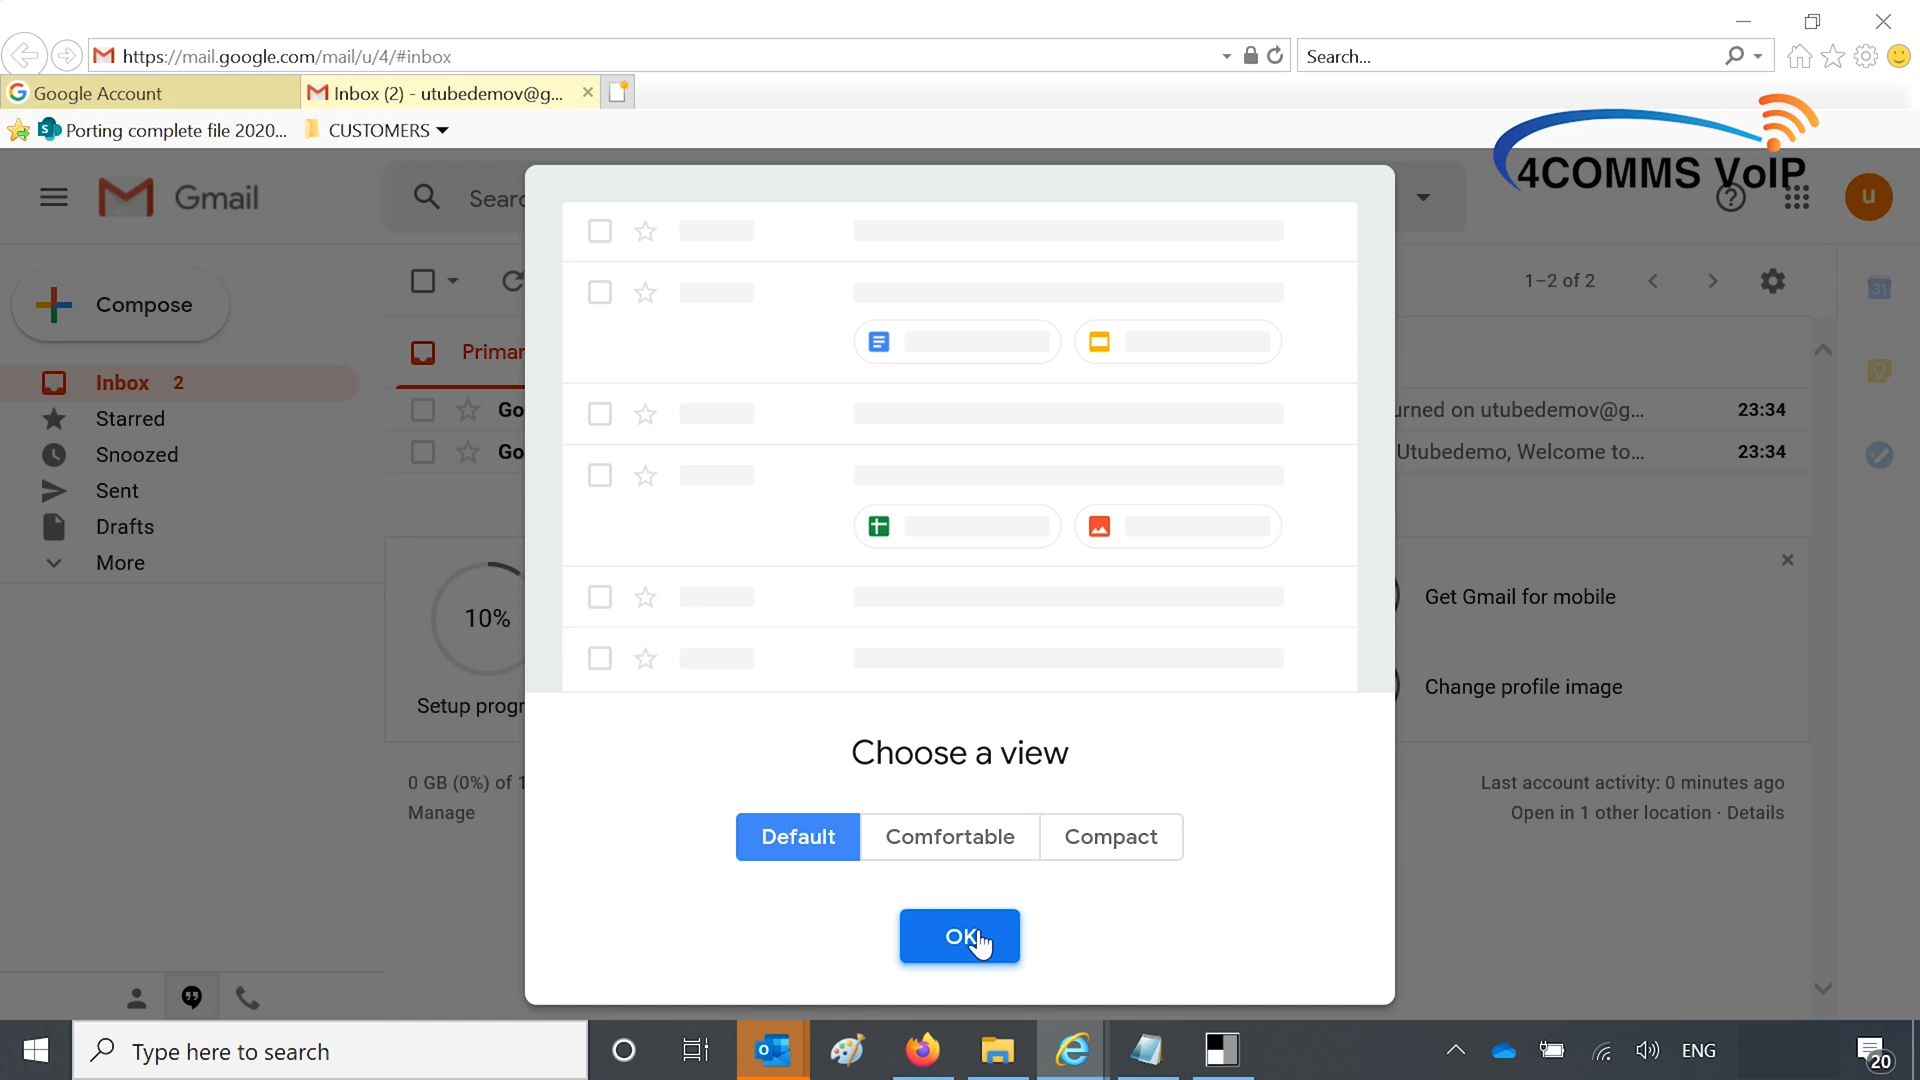 https://mail.google.com/mail/u/4/#inbox
Search...
Google Account
Inbox (2) - utubedemov@g...
Porting complete file 2020...
CUSTOMERS
4COMMS VoIP
Gmail
Sear
u
Compose
1–2 of 2
31
Primar
Inbox 2
Starred
Snoozed
Sent
Drafts
More
Go
urned on utubedemov@g...
23:34
Go
Utubedemo, Welcome to...
23:34
10%
Setup progr
Get Gmail for mobile
Change profile image
Choose a view
Default
Comfortable
Compact
OK
0 GB (0%) of 1
Manage
Last account activity: 0 minutes ago
Open in 1 other location · Details
Type here to search
ENG
20